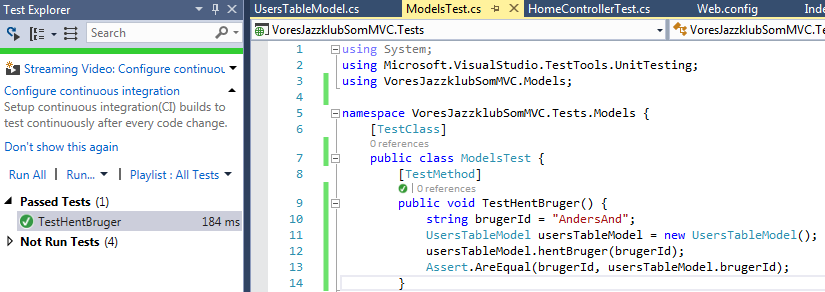 Test Explorer
Search
Streaming Video: Configure continuou
Configure continuous integration
Setup continuous integration(CI) builds to
test continuously after every code change.
Don't show this again
Run All | Run... | Playlist : All Tests
Passed Tests (1)
TestHentBruger 184 ms
Not Run Tests (4)
UsersTableModel.cs ModelsTest.cs HomeControllerTest.cs Web.config Inde
VoresJazzklubSomMVC.Tests VoresJazzklubSomMVC.Te
1 using System;
2 using Microsoft.VisualStudio.TestTools.UnitTesting;
3 using VoresJazzklubSomMVC.Models;
4
5 namespace VoresJazzklubSomMVC.Tests.Models {
6 [TestClass]
0 references
7 public class ModelsTest {
8 [TestMethod]
| 0 references
9 public void TestHentBruger() {
10 string brugerId = "AndersAnd";
11 UsersTableModel usersTableModel = new UsersTableModel();
12 usersTableModel.hentBruger(brugerId);
13 Assert.AreEqual(brugerId, usersTableModel.brugerId);
14 }